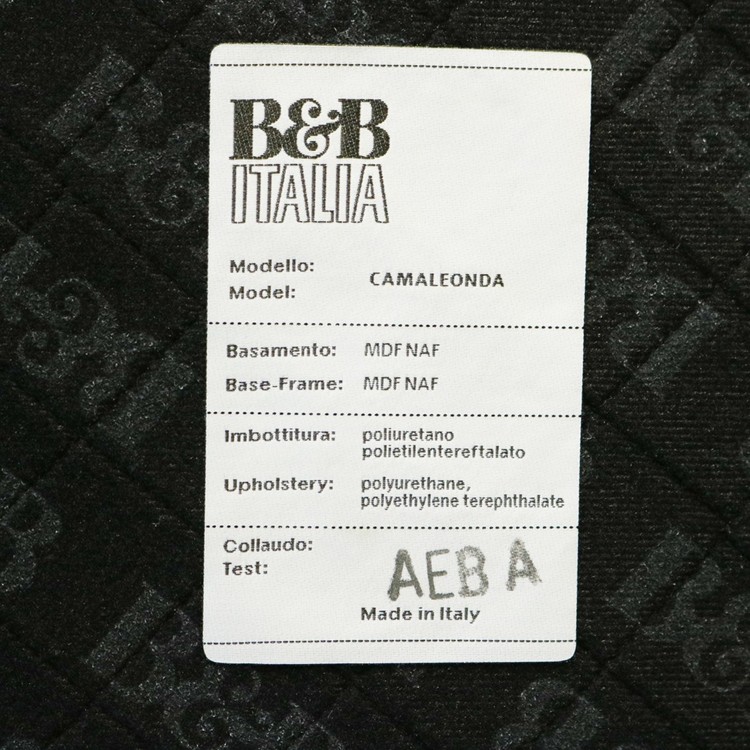 B&B
ITALIA
Modello:
Model: CAMALEONDA
Basamento: MDF NAF
Base-Frame: MDF NAF
Imbottitura: poliuretano
polietilentereftalato
Upholstery: polyurethane,
polyethylene terephthalate
Collaudo:
Test: AEB A
Made in Italy